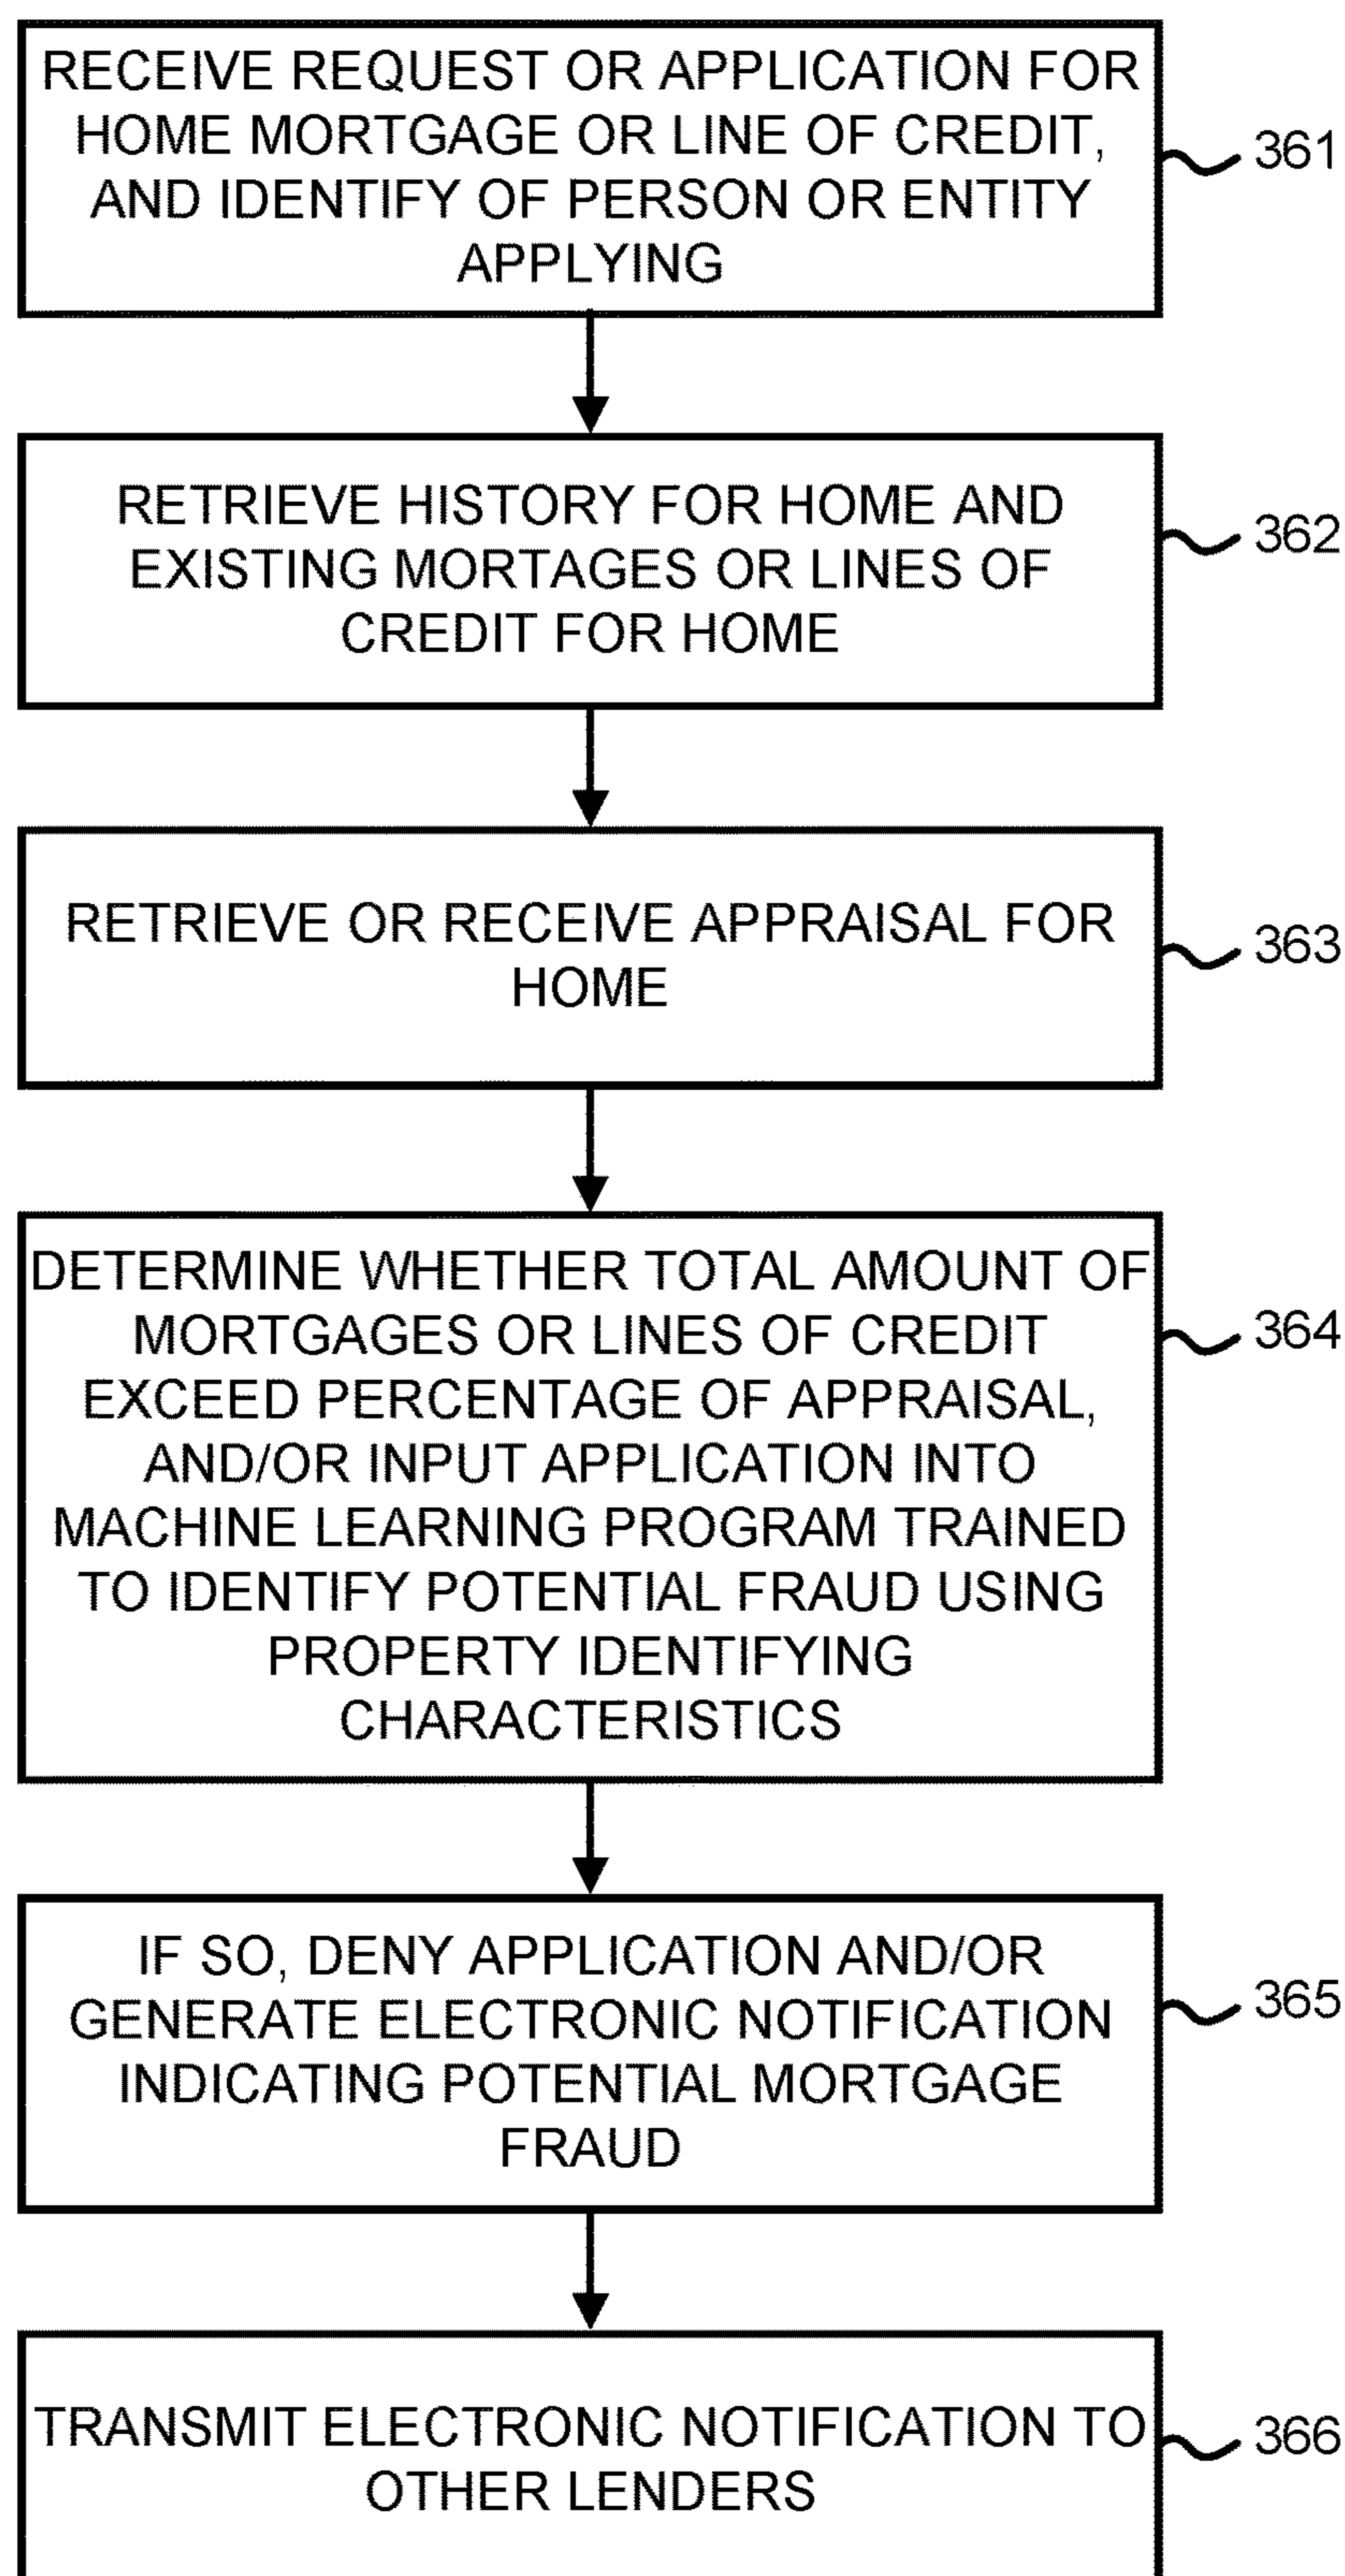 RECEIVE REQUEST OR APPLICATION FOR
HOME MORTGAGE OR LINE OF CREDIT,
AND IDENTIFY OF PERSON OR ENTITY
APPLYING
361
RETRIEVE HISTORY FOR HOME AND
EXISTING MORTAGES OR LINES OF
CREDIT FOR HOME
362
RETRIEVE OR RECEIVE APPRAISAL FOR
HOME
363
DETERMINE WHETHER TOTAL AMOUNT OF
MORTGAGES OR LINES OF CREDIT
EXCEED PERCENTAGE OF APPRAISAL,
AND/OR INPUT APPLICATION INTO
MACHINE LEARNING PROGRAM TRAINED
TO IDENTIFY POTENTIAL FRAUD USING
PROPERTY IDENTIFYING
CHARACTERISTICS
364
IF SO, DENY APPLICATION AND/OR
GENERATE ELECTRONIC NOTIFICATION
INDICATING POTENTIAL MORTGAGE
FRAUD
365
TRANSMIT ELECTRONIC NOTIFICATION TO
OTHER LENDERS
366